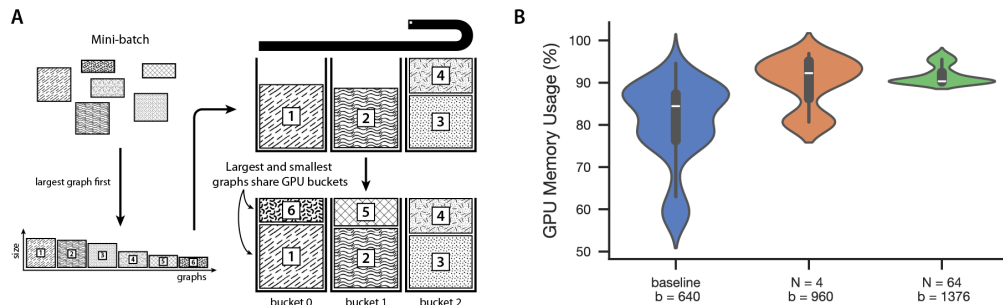 A
Mini-batch
largest graph first
size
1
2
3
4
5
6
graphs
1
2
4
3
Largest and smallest
graphs share GPU buckets
6
5
4
1
2
3
bucket 0
bucket 1
bucket 2
B
GPU Memory Usage (%)
100
90
80
70
60
50
baseline
b = 640
N = 4
b = 960
N = 64
b = 1376